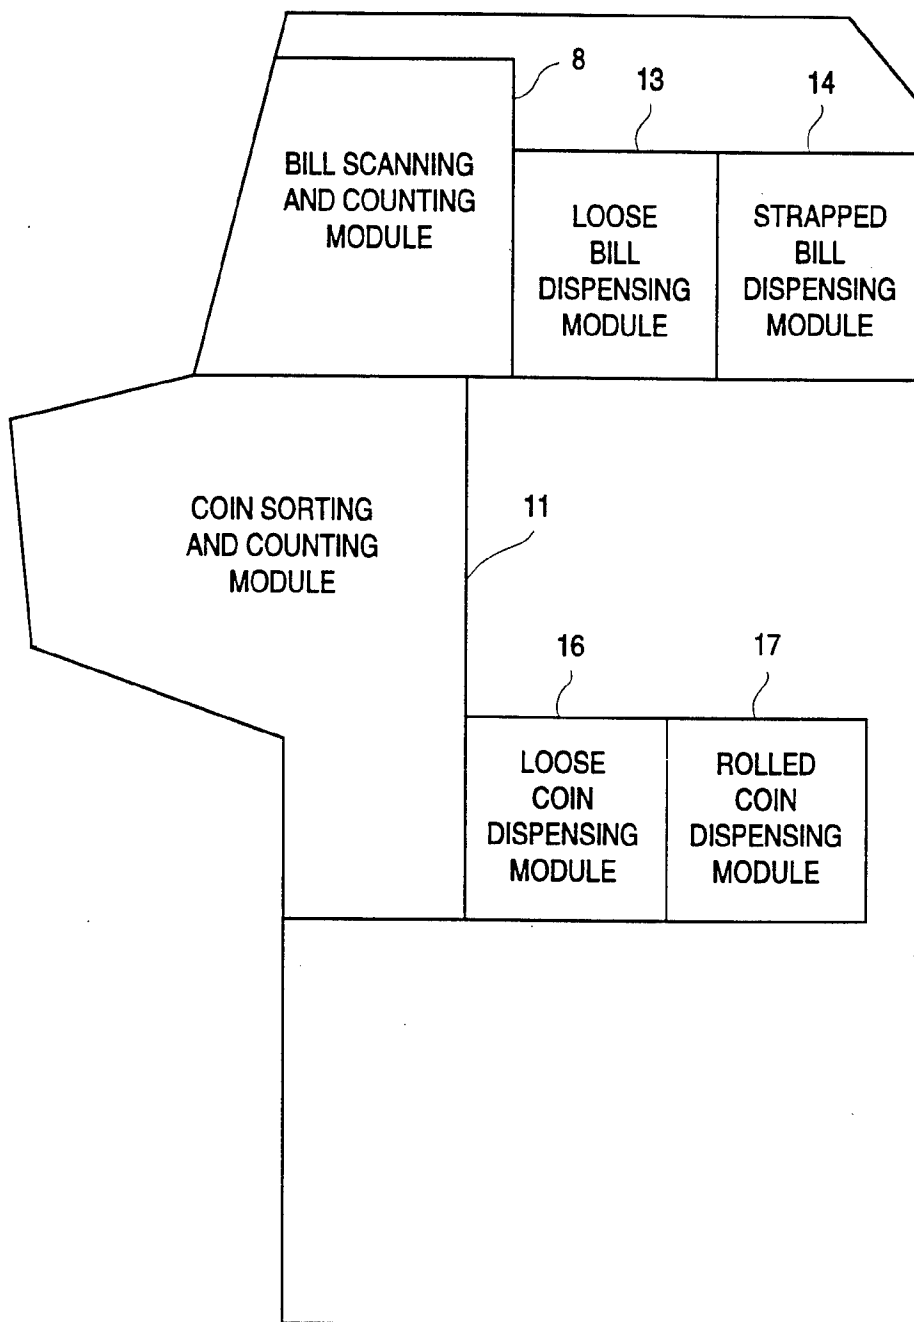 8
13
14
BILL SCANNING
AND COUNTING
MODULE
LOOSE
BILL
DISPENSING
MODULE
STRAPPED
BILL
DISPENSING
MODULE
COIN SORTING
AND COUNTING
MODULE
11
16
17
LOOSE
COIN
DISPENSING
MODULE
ROLLED
COIN
DISPENSING
MODULE